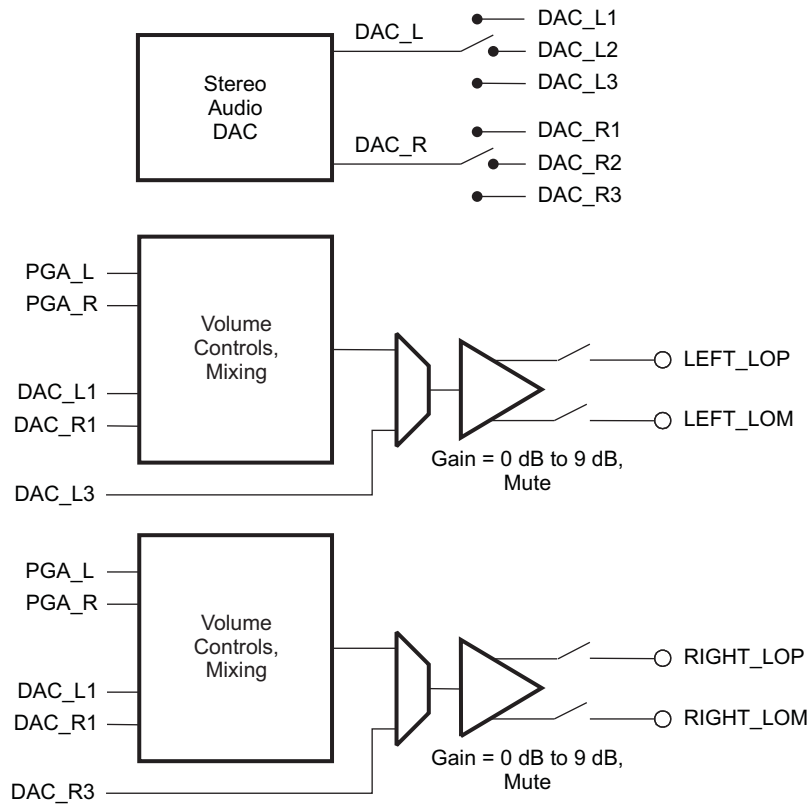 DAC_L
DAC_L1
DAC_L2
DAC_L3
Stereo
Audio
DAC
DAC_R
DAC_R1
DAC_R2
DAC_R3
PGA_L
PGA_R
DAC_L1
DAC_R1
DAC_L3
Volume
Controls,
Mixing
LEFT_LOP
LEFT_LOM
Gain = 0 dB to 9 dB,
Mute
PGA_L
PGA_R
DAC_L1
DAC_R1
DAC_R3
Volume
Controls,
Mixing
RIGHT_LOP
RIGHT_LOM
Gain = 0 dB to 9 dB,
Mute